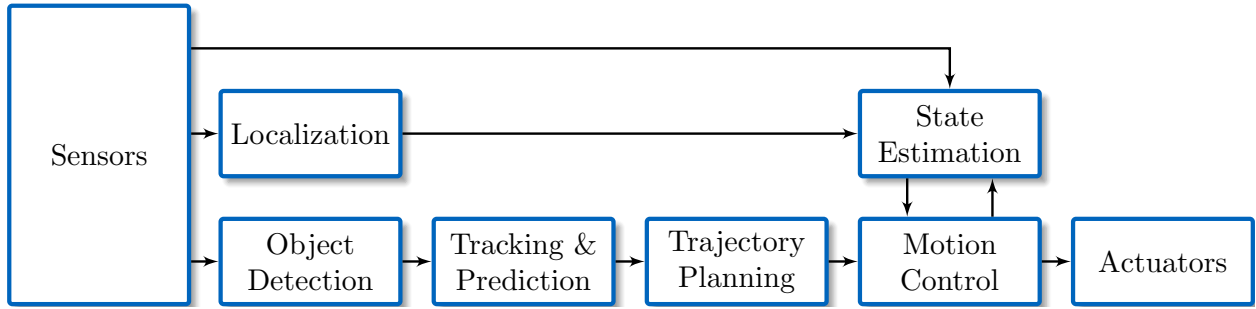 Sensors
Localization
State
Estimation
Object
Detection
Tracking &
Prediction
Trajectory
Planning
Motion
Control
Actuators